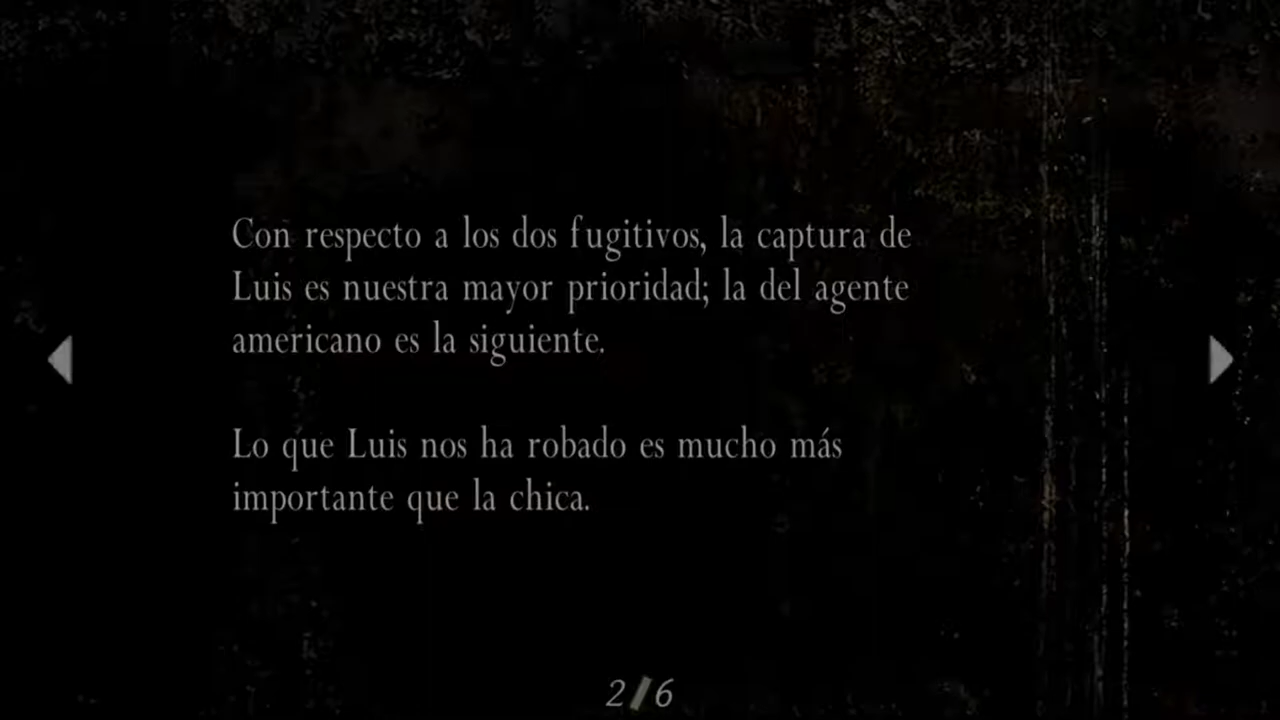 Con respecto a los dos fugitivos, la captura de
Luis es nuestra mayor prioridad; la del agente
americano es la siguiente.
Lo que Luis nos ha robado es mucho más
importante que la chica.
2/6